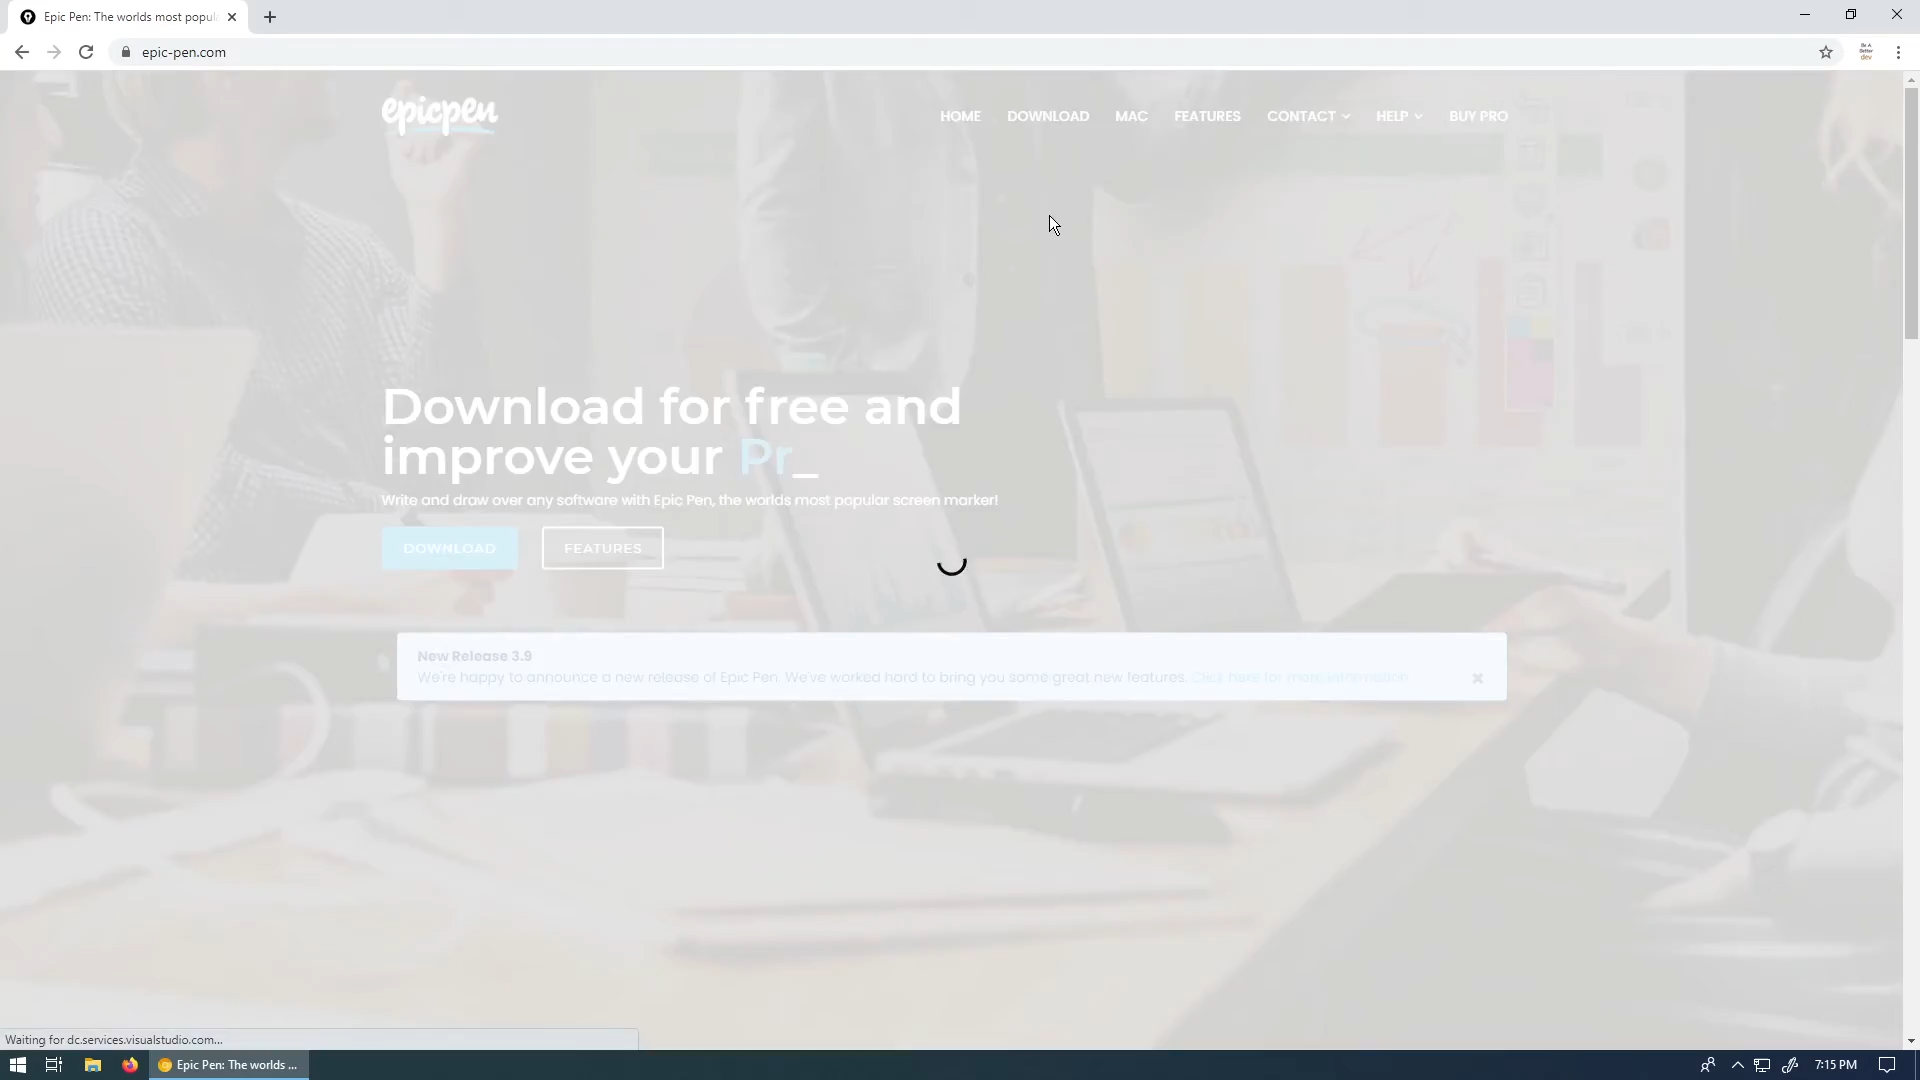 Epic Pen: The worlds most popul
epic-pen.com
Be A
Better
dev
epicpen
HOME DOWNLOAD MAC FEATURES CONTACT HELP BUY PRO
Download for free and
improve your Pr_
Write and draw over any software with Epic Pen, the worlds most popular screen marker!
DOWNLOAD FEATURES
New Release 3.9
We're happy to announce a new release of Epic Pen. We've worked hard to bring you some great new features. Click here for more information
Waiting for dc.services.visualstudio.com...
Epic Pen: The worlds ...
7:15 PM